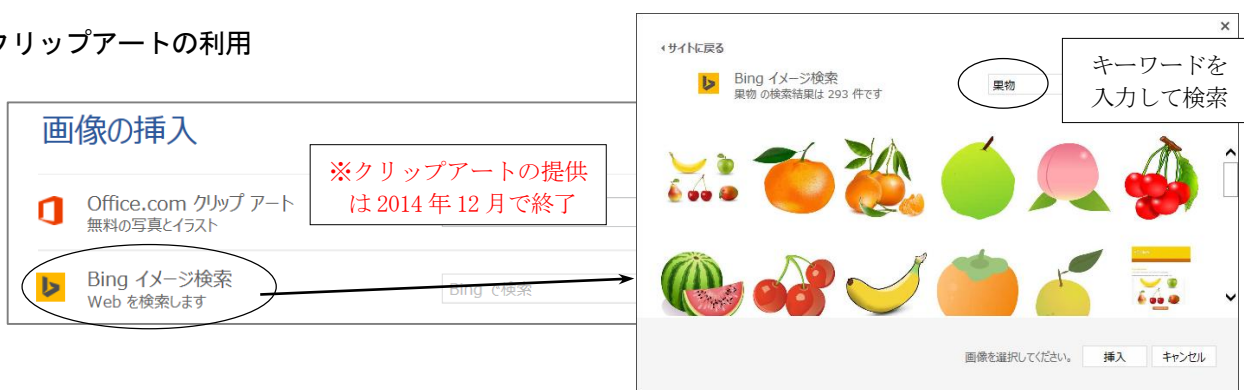 クリップアートの利用
画像の挿入
Office.com クリップ アート
無料の写真とイラスト
※クリップアートの提供
は 2014 年 12 月で終了
Bing イメージ検索
Web を検索します
Bing で検索
サイトに戻る
Bing イメージ検索
果物 の検索結果は 293 件です
果物
キーワードを
入力して検索
画像を選択してください。
挿入
キャンセル